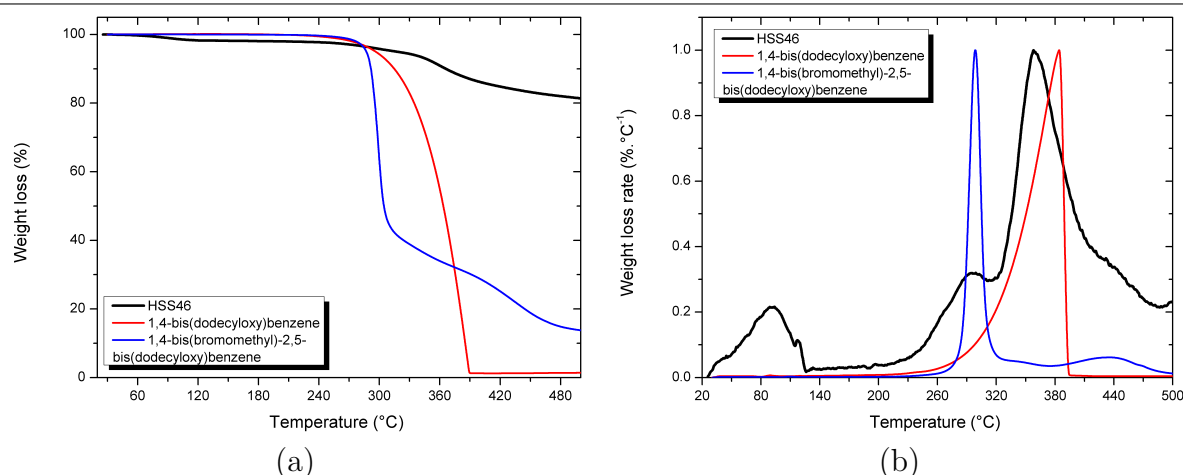 100
80
60
40
20
0
Weight loss (%)
HSS46
1,4-bis(dodecyloxy)benzene
1,4-bis(bromomethyl)-2,5-
bis(dodecyloxy)benzene
60 120 180 240 300 360 420 480
Temperature (°C)
(a)
1.0
0.8
0.6
0.4
0.2
0.0
Weight loss rate (%.°C⁻¹)
HSS46
1,4-bis(dodecyloxy)benzene
1,4-bis(bromomethyl)-2,5-
bis(dodecyloxy)benzene
20 80 140 200 260 320 380 440 500
Temperature (°C)
(b)